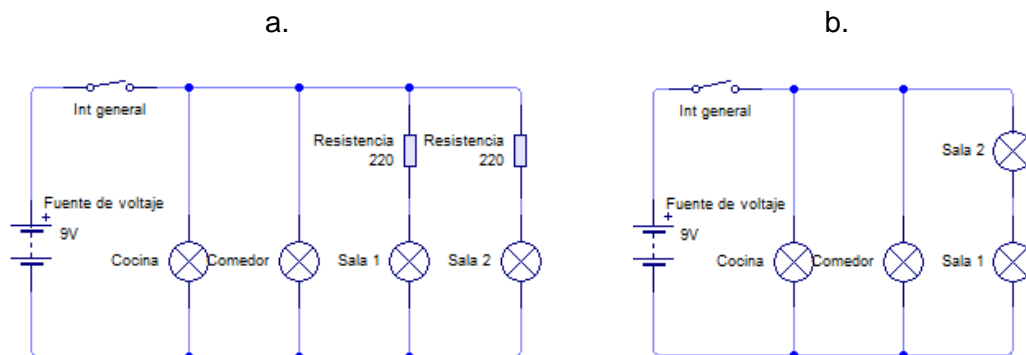 a.
b.
Int general
Resistencia
220
Resistencia
220
Fuente de voltaje
+
9V
Cocina
Comedor
Sala 1
Sala 2
Int general
Sala 2
Fuente de voltaje
+
9V
Cocina
Comedor
Sala 1